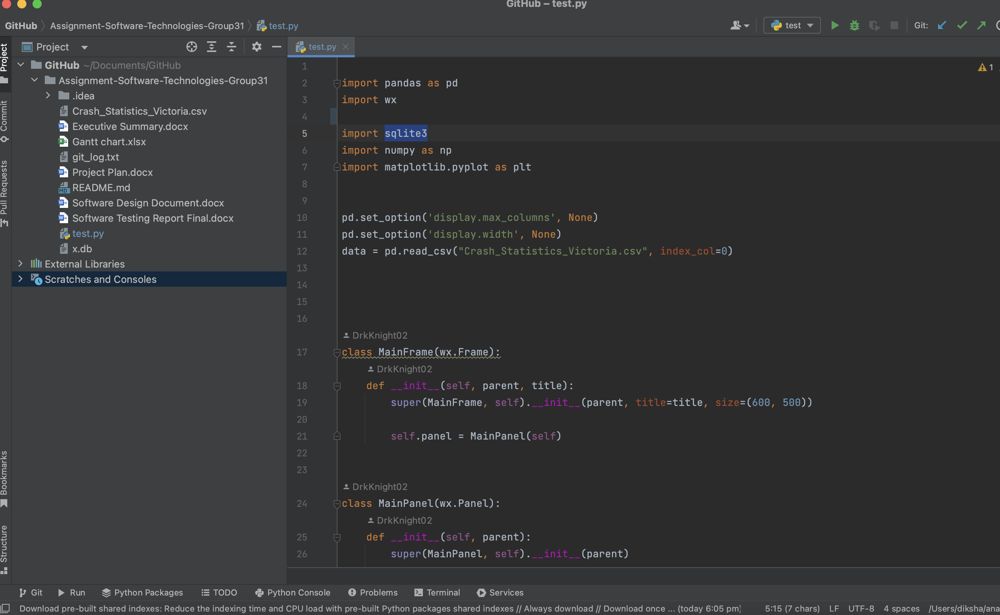 GitHub – test.py
GitHub Assignment-Software-Technologies-Group31 test.py
test
Git:
Project
test.py
1
GitHub ~/Documents/GitHub
Assignment-Software-Technologies-Group31
.idea
Crash_Statistics_Victoria.csv
Executive Summary.docx
Gantt chart.xlsx
git_log.txt
Project Plan.docx
README.md
Software Design Document.docx
Software Testing Report Final.docx
test.py
x.db
External Libraries
Scratches and Consoles
Project
Commit
Pull Requests
Bookmarks
Structure
1
2 import pandas as pd
3 import wx
4
5 import sqlite3
6 import numpy as np
7 import matplotlib.pyplot as plt
8
9
10 pd.set_option('display.max_columns', None)
11 pd.set_option('display.width', None)
12 data = pd.read_csv("Crash_Statistics_Victoria.csv", index_col=0)
13
14
15
16
DrkKnight02
17 class MainFrame(wx.Frame):
DrkKnight02
18 def __init__(self, parent, title):
19 super(MainFrame, self).__init__(parent, title=title, size=(600, 500))
20
21 self.panel = MainPanel(self)
22
23
DrkKnight02
24 class MainPanel(wx.Panel):
DrkKnight02
25 def __init__(self, parent):
26 super(MainPanel, self).__init__(parent)
Git Run Python Packages TODO Python Console Problems Terminal Services
Download pre-built shared indexes: Reduce the indexing time and CPU load with pre-built Python packages shared indexes // Always download // Download once ... (today 6:05 pm) 5:15 (7 chars) LF UTF-8 4 spaces /Users/diksha/ana